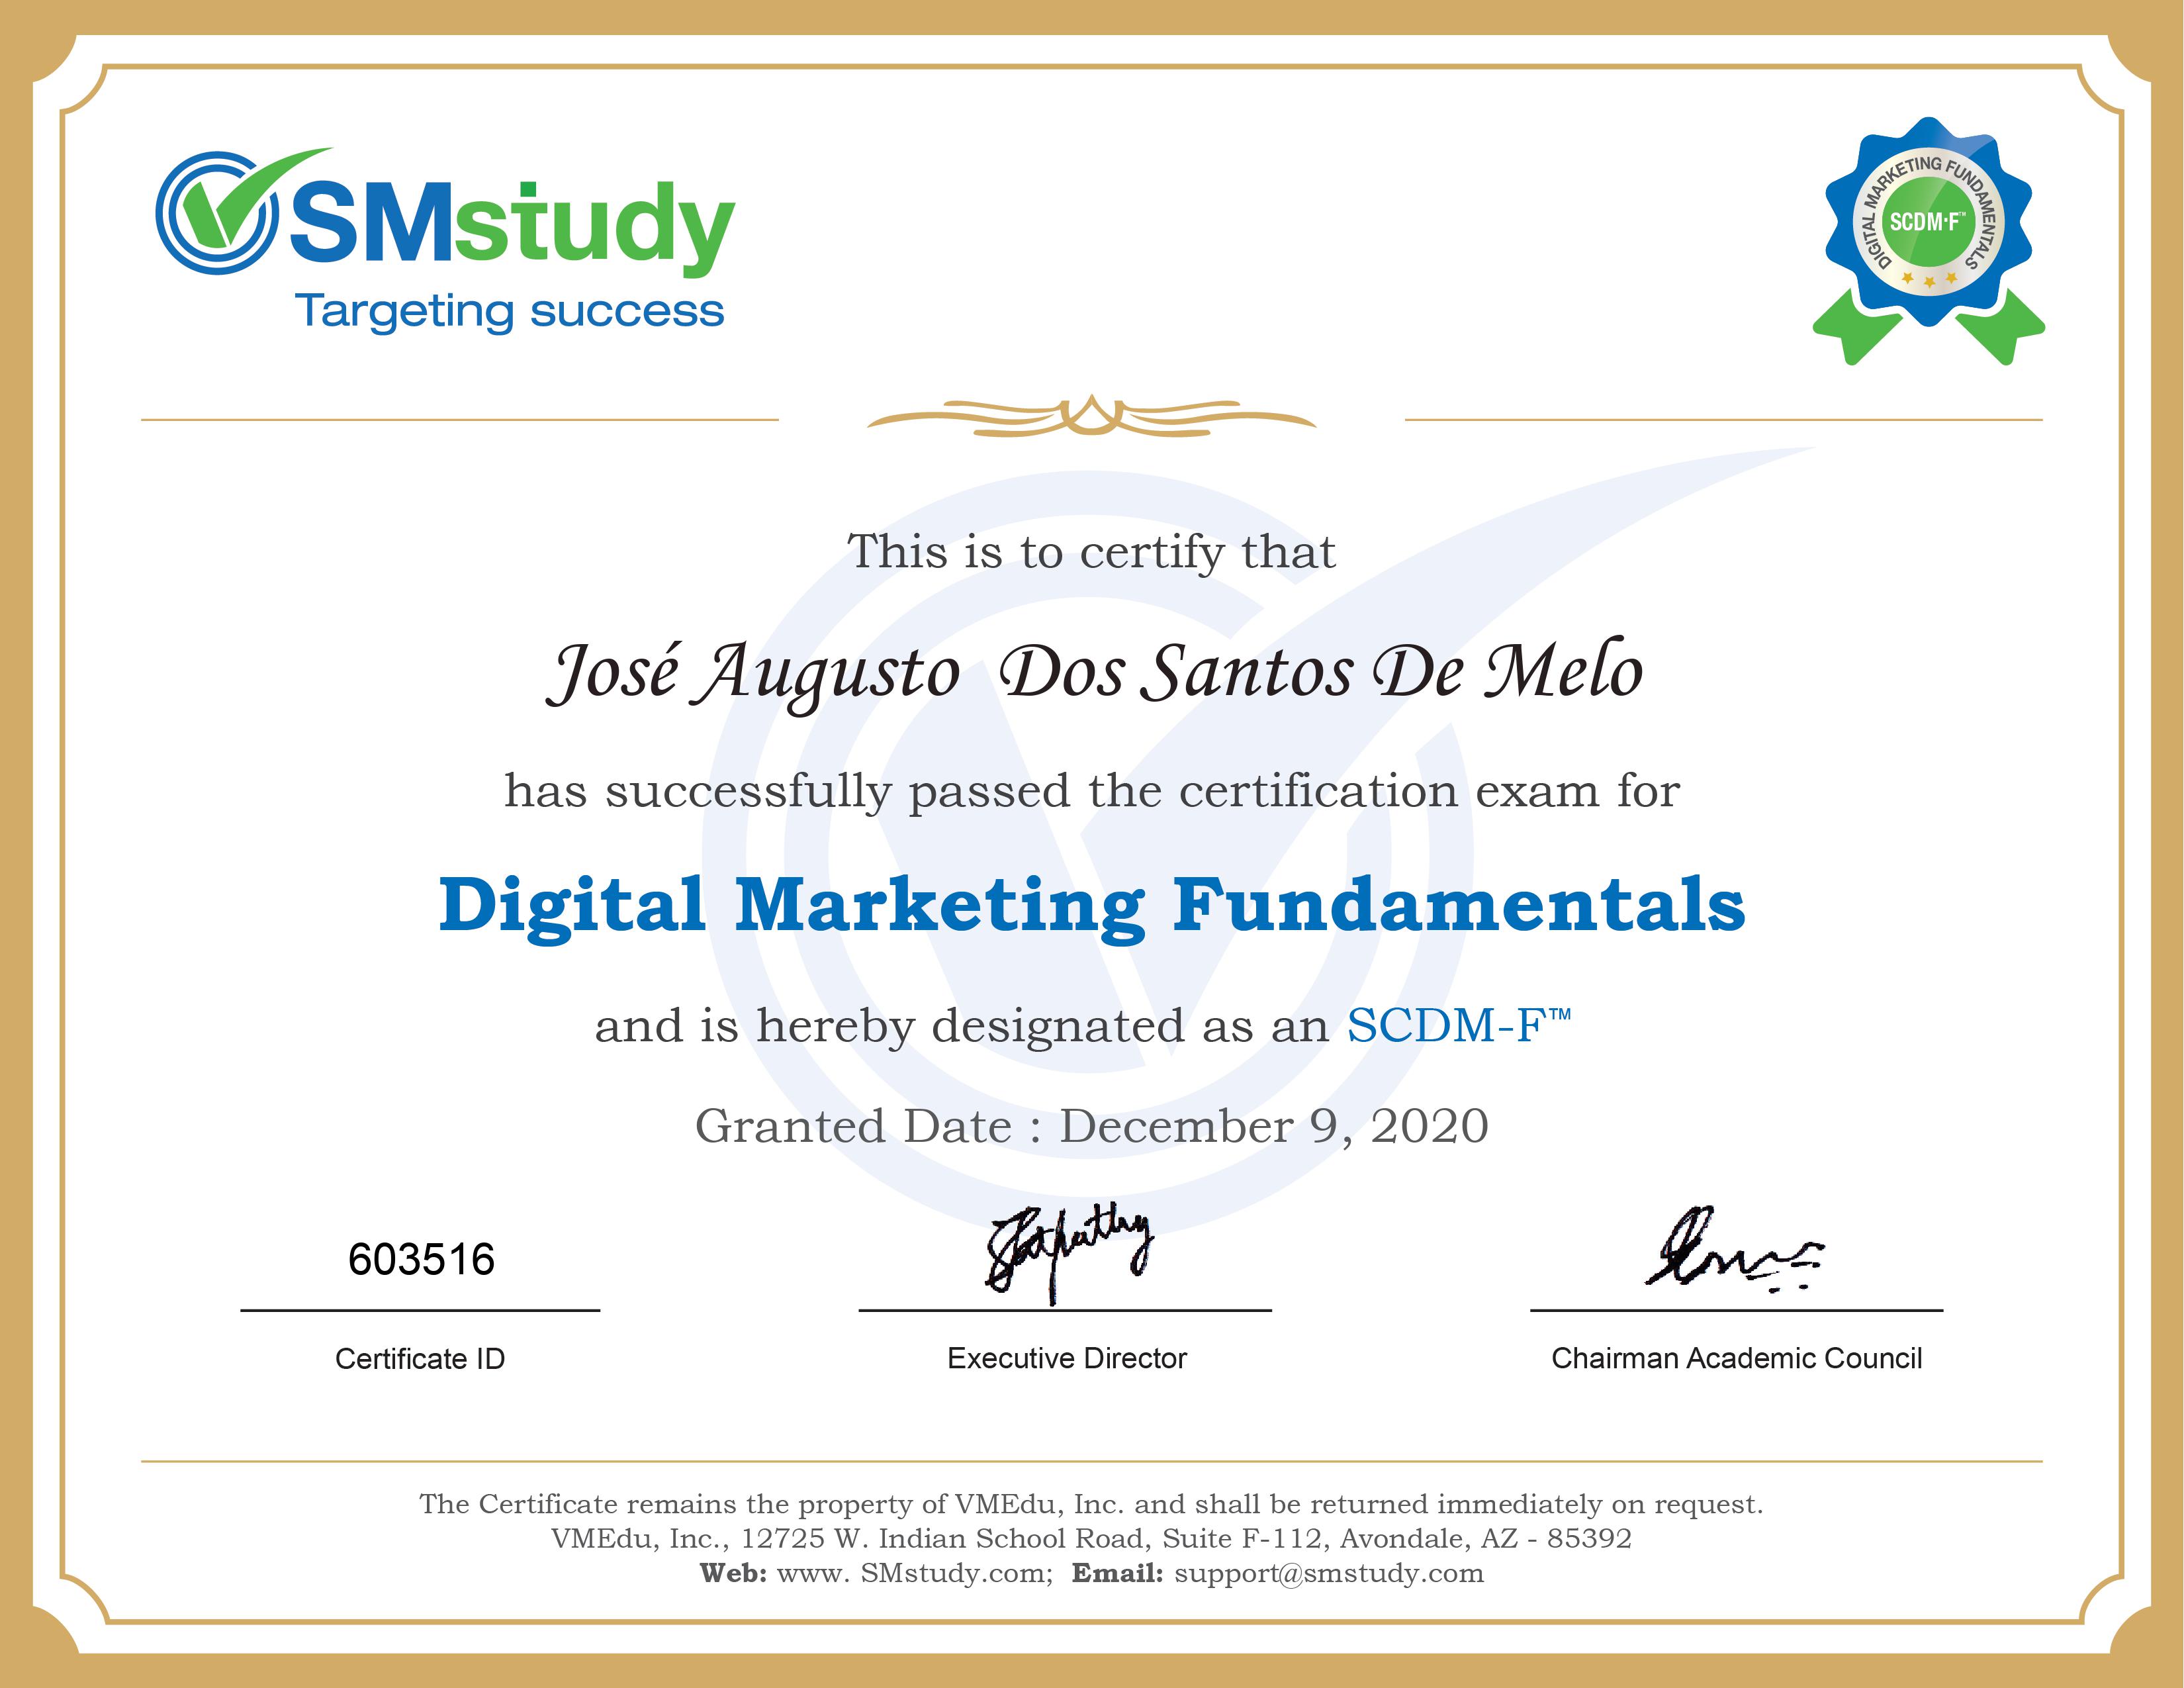 SMstudy
Targeting success
DIGITAL MARKETING FUNDAMENTALS
SCDM-F™
This is to certify that
José Augusto Dos Santos De Melo
has successfully passed the certification exam for
Digital Marketing Fundamentals
and is hereby designated as an SCDM-F™
Granted Date : December 9, 2020
603516
Certificate ID
Executive Director
Chairman Academic Council
The Certificate remains the property of VMEdu, Inc. and shall be returned immediately on request.
VMEdu, Inc., 12725 W. Indian School Road, Suite F-112, Avondale, AZ - 85392
Web: www. SMstudy.com; Email: support@smstudy.com